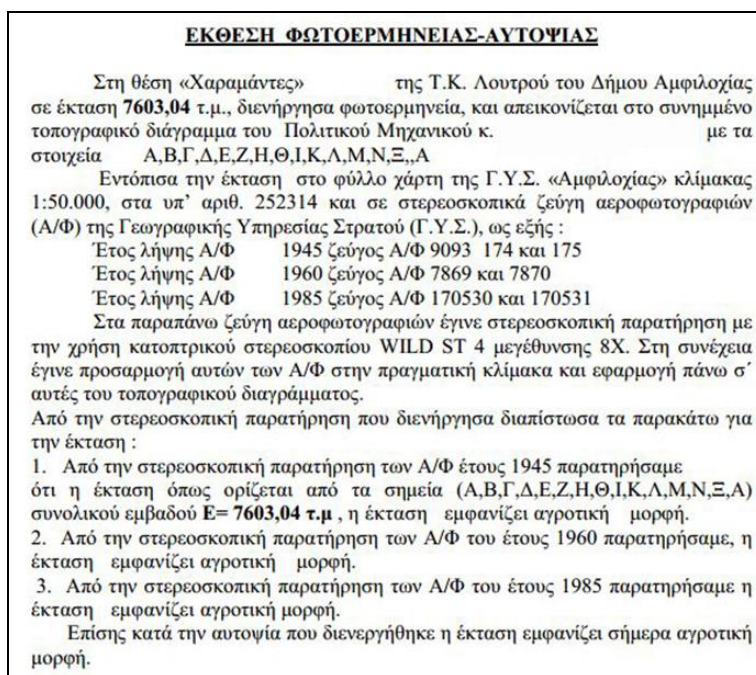 ΕΚΘΕΣΗ ΦΩΤΟΕΡΜΗΝΕΙΑΣ-ΑΥΤΟΨΙΑΣ
Στη θέση «Χαραμάντες» της Τ.Κ. Λουτρού του Δήμου Αμφιλοχίας
σε έκταση 7603,04 τ.μ., διενήργησα φωτοερμηνεία, και απεικονίζεται στο συνημμένο
τοπογραφικό διάγραμμα του Πολιτικού Μηχανικού κ. με τα
στοιχεία Α,Β,Γ,Δ,Ε,Ζ,Η,Θ,Ι,Κ,Λ,Μ,Ν,Ξ,,Α
Εντόπισα την έκταση στο φύλλο χάρτη της Γ.Υ.Σ. «Αμφιλοχίας» κλίμακας
1:50.000, στα υπ’ αριθ. 252314 και σε στερεοσκοπικά ζεύγη αεροφωτογραφιών
(Α/Φ) της Γεωγραφικής Υπηρεσίας Στρατού (Γ.Υ.Σ.), ως εξής :
Έτος λήψης Α/Φ 1945 ζεύγος Α/Φ 9093 174 και 175
Έτος λήψης Α/Φ 1960 ζεύγος Α/Φ 7869 και 7870
Έτος λήψης Α/Φ 1985 ζεύγος Α/Φ 170530 και 170531
Στα παραπάνω ζεύγη αεροφωτογραφιών έγινε στερεοσκοπική παρατήρηση με
την χρήση κατοπτρικού στερεοσκοπίου WILD ST 4 μεγέθυνσης 8Χ. Στη συνέχεια
έγινε προσαρμογή αυτών των Α/Φ στην πραγματική κλίμακα και εφαρμογή πάνω σ΄
αυτές του τοπογραφικού διαγράμματος.
Από την στερεοσκοπική παρατήρηση που διενήργησα διαπίστωσα τα παρακάτω για
την έκταση :
1. Από την στερεοσκοπική παρατήρηση των Α/Φ έτους 1945 παρατηρήσαμε
ότι η έκταση όπως ορίζεται από τα σημεία (Α,Β,Γ,Δ,Ε,Ζ,Η,Θ,Ι,Κ,Λ,Μ,Ν,Ξ,Α)
συνολικού εμβαδού Ε= 7603,04 τ.μ , η έκταση εμφανίζει αγροτική μορφή.
2. Από την στερεοσκοπική παρατήρηση των Α/Φ του έτους 1960 παρατηρήσαμε, η
έκταση εμφανίζει αγροτική μορφή.
3. Από την στερεοσκοπική παρατήρηση των Α/Φ του έτους 1985 παρατηρήσαμε η
έκταση εμφανίζει αγροτική μορφή.
Επίσης κατά την αυτοψία που διενεργήθηκε η έκταση εμφανίζει σήμερα αγροτική
μορφή.